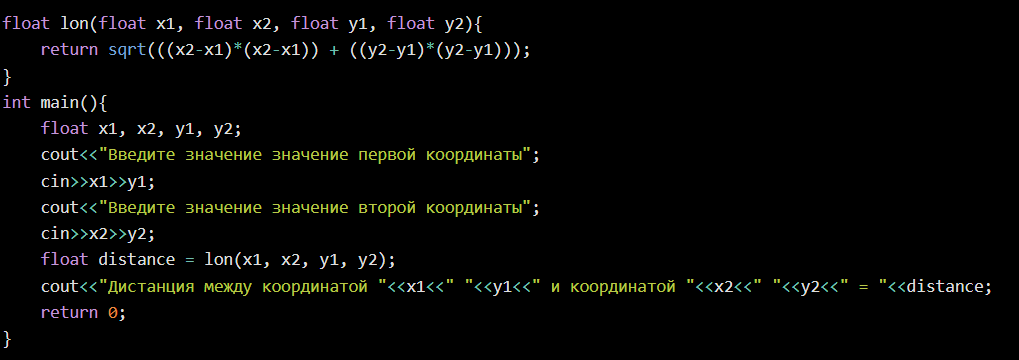 float lon(float x1, float x2, float y1, float y2){
    return sqrt(((x2-x1)*(x2-x1)) + ((y2-y1)*(y2-y1)));
}
int main(){
    float x1, x2, y1, y2;
    cout<<"Введите значение значение первой координаты";
    cin>>x1>>y1;
    cout<<"Введите значение значение второй координаты";
    cin>>x2>>y2;
    float distance = lon(x1, x2, y1, y2);
    cout<<"Дистанция между координатой "<<x1<<" "<<y1<<" и координатой "<<x2<<" "<<y2<<" = "<<distance;
    return 0;
}